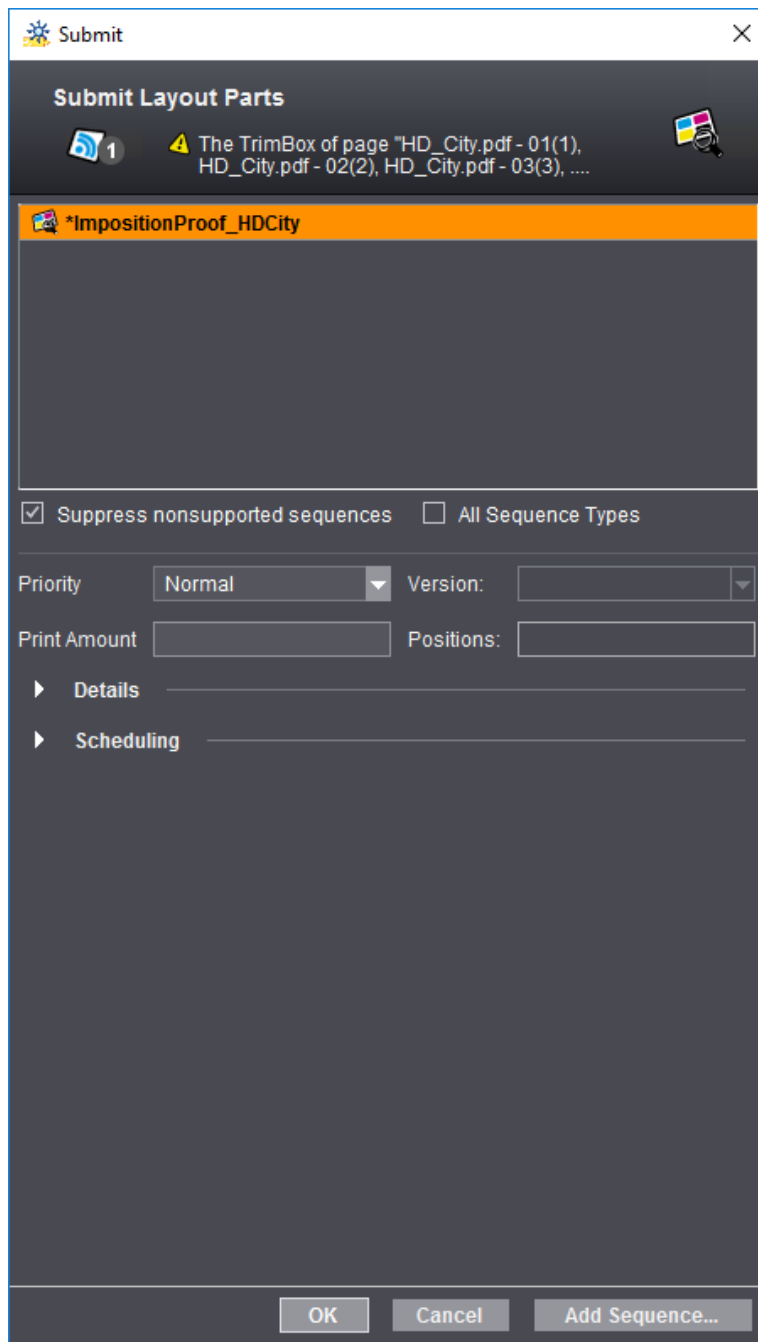 Submit
Submit Layout Parts
1
The TrimBox of page "HD_City.pdf - 01(1),
HD_City.pdf - 02(2), HD_City.pdf - 03(3), ....
*ImpositionProof_HDCity
Suppress nonsupported sequences All Sequence Types
Priority Normal Version:
Print Amount Positions:
Details
Scheduling
OK Cancel Add Sequence...